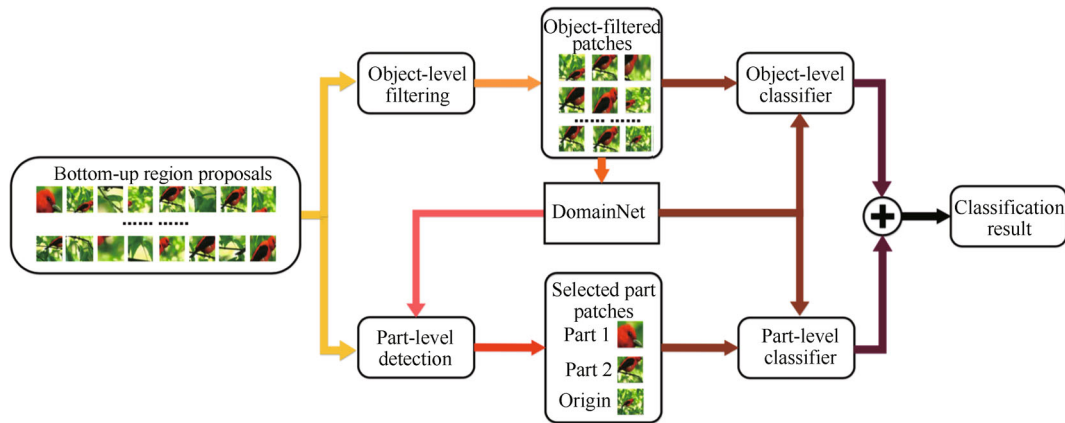 Bottom-up region proposals
Object-level
filtering
Object-filtered
patches
Object-level
classifier
DomainNet
Part-level
detection
Selected part
patches
Part 1
Part 2
Origin
Part-level
classifier
Classification
result